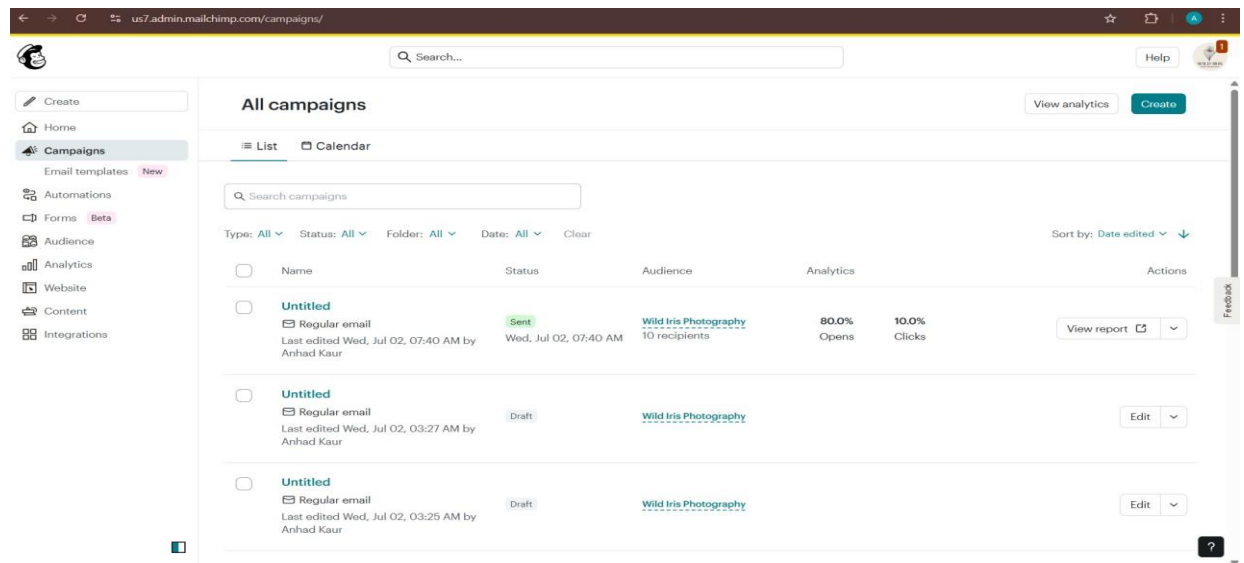 us7.admin.mailchimp.com/campaigns/
A
Search...
Help
1
Create
Home
Campaigns
Email templates New
Automations
Forms Beta
Audience
Analytics
Website
Content
Integrations
All campaigns
View analytics
Create
List
Calendar
Search campaigns
Type: All Status: All Folder: All Date: All Clear
Sort by: Date edited
Name Status Audience Analytics Actions
Untitled
Regular email
Last edited Wed, Jul 02, 07:40 AM by
Anhad Kaur
Sent
Wed, Jul 02, 07:40 AM
Wild Iris Photography
10 recipients
80.0% 10.0%
Opens Clicks
View report
Untitled
Regular email
Last edited Wed, Jul 02, 03:27 AM by
Anhad Kaur
Draft
Wild Iris Photography
Edit
Untitled
Regular email
Last edited Wed, Jul 02, 03:25 AM by
Anhad Kaur
Draft
Wild Iris Photography
Edit
Feedback
?